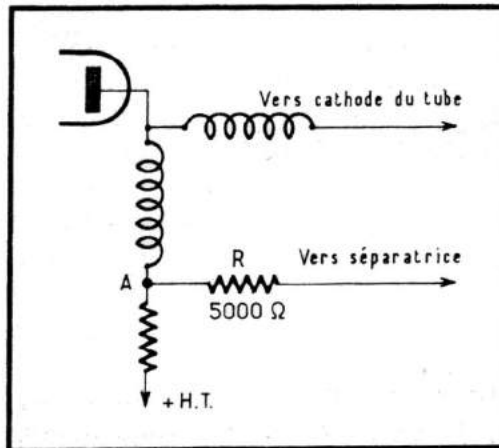 Vers cathode du tube
A
R
Vers séparatrice
5000 Ω
+ H.T.